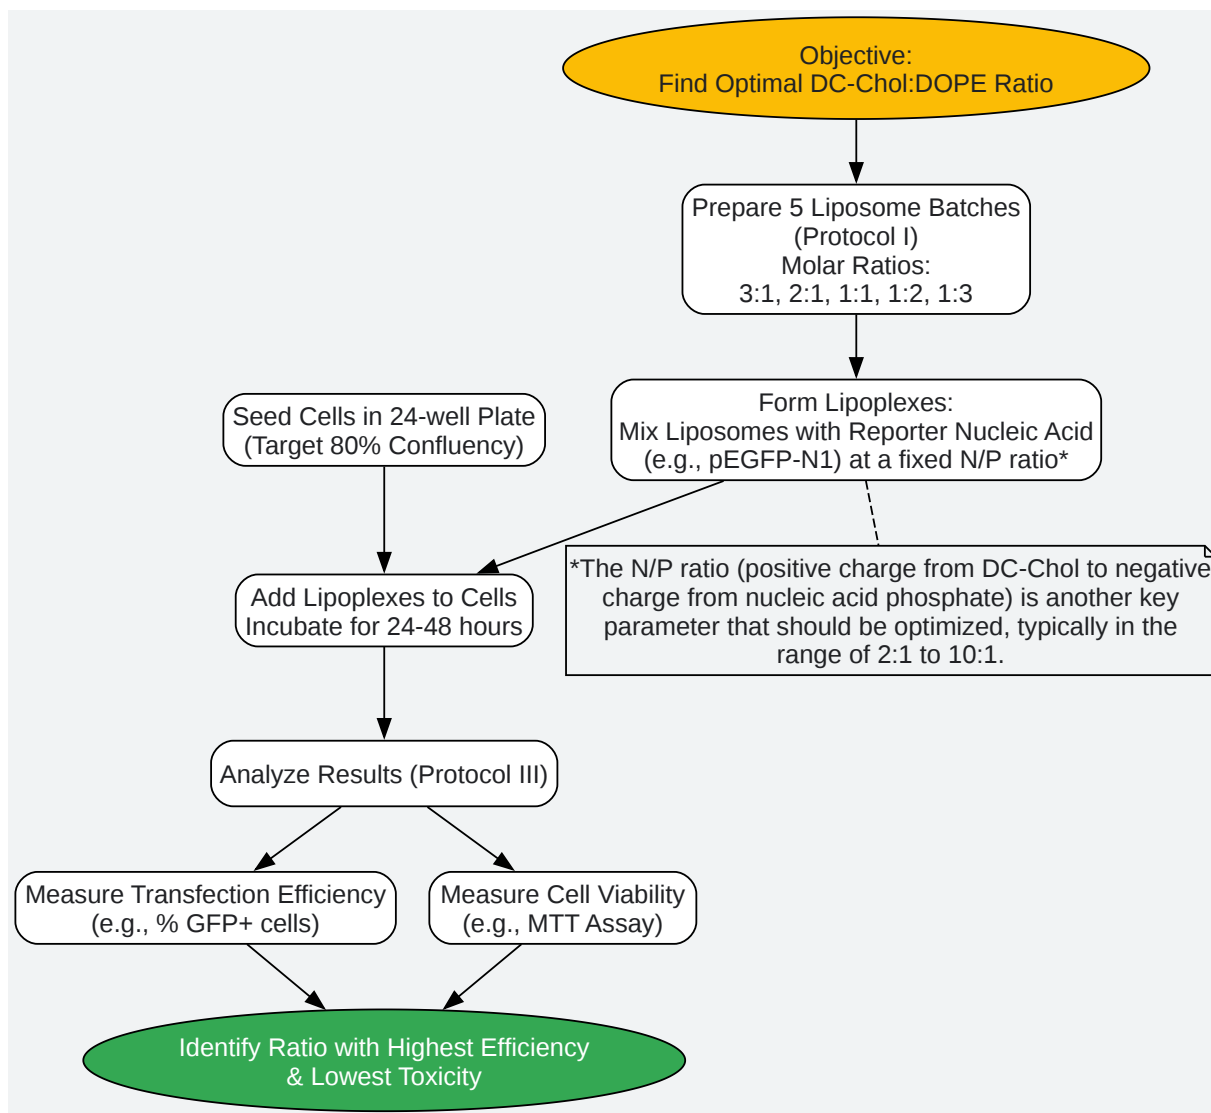 Objective:
Find Optimal DC-Chol:DOPE Ratio
Prepare 5 Liposome Batches
(Protocol I)
Molar Ratios:
3:1, 2:1, 1:1, 1:2, 1:3
Seed Cells in 24-well Plate
(Target 80% Confluency)
Form Lipoplexes:
Mix Liposomes with Reporter Nucleic Acid
(e.g., pEGFP-N1) at a fixed N/P ratio*
*The N/P ratio (positive charge from DC-Chol to negative
charge from nucleic acid phosphate) is another key
parameter that should be optimized, typically in the
range of 2:1 to 10:1.
Add Lipoplexes to Cells
Incubate for 24-48 hours
Analyze Results (Protocol III)
Measure Transfection Efficiency
(e.g., % GFP+ cells)
Measure Cell Viability
(e.g., MTT Assay)
Identify Ratio with Highest Efficiency
& Lowest Toxicity